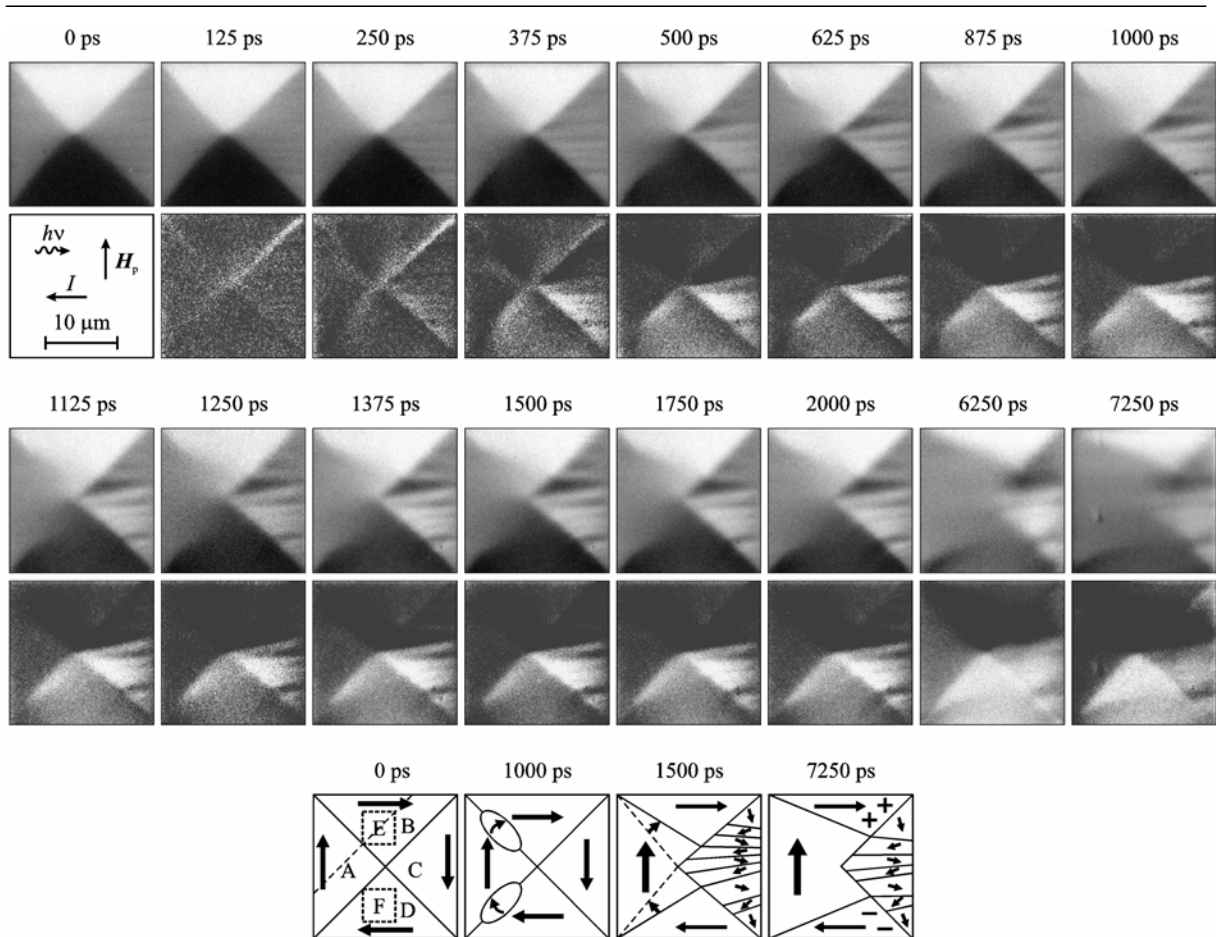 0 ps 125 ps 250 ps 375 ps 500 ps 625 ps 875 ps 1000 ps
hν
H_p
I
10 μm
1125 ps 1250 ps 1375 ps 1500 ps 1750 ps 2000 ps 6250 ps 7250 ps
0 ps 1000 ps 1500 ps 7250 ps
E B
A C
F D
+
+
−
−